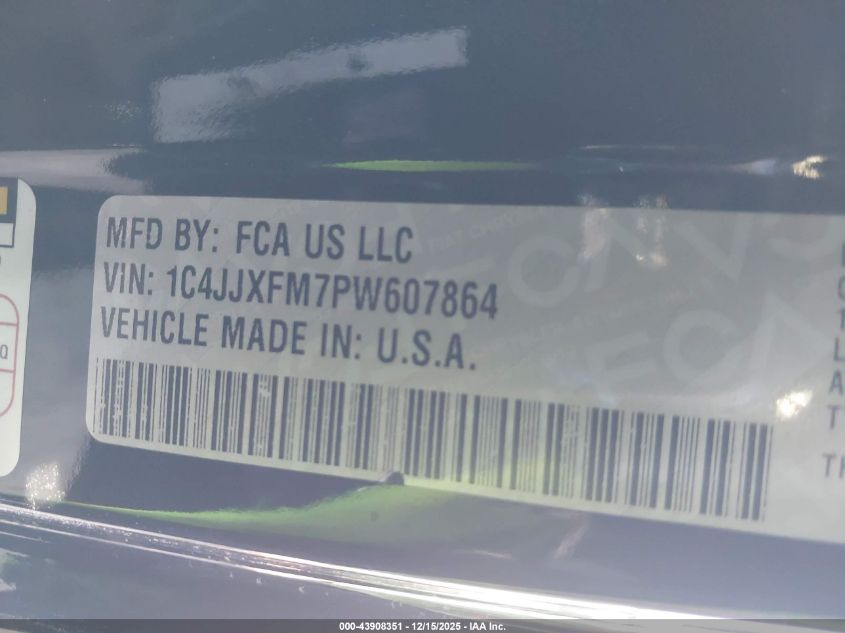 MFD BY: FCA US LLC
VIN: 1C4JJXFM7PW607864
VEHICLE MADE IN: U.S.A.
000-43908351 - 12/15/2025 - IAA Inc.